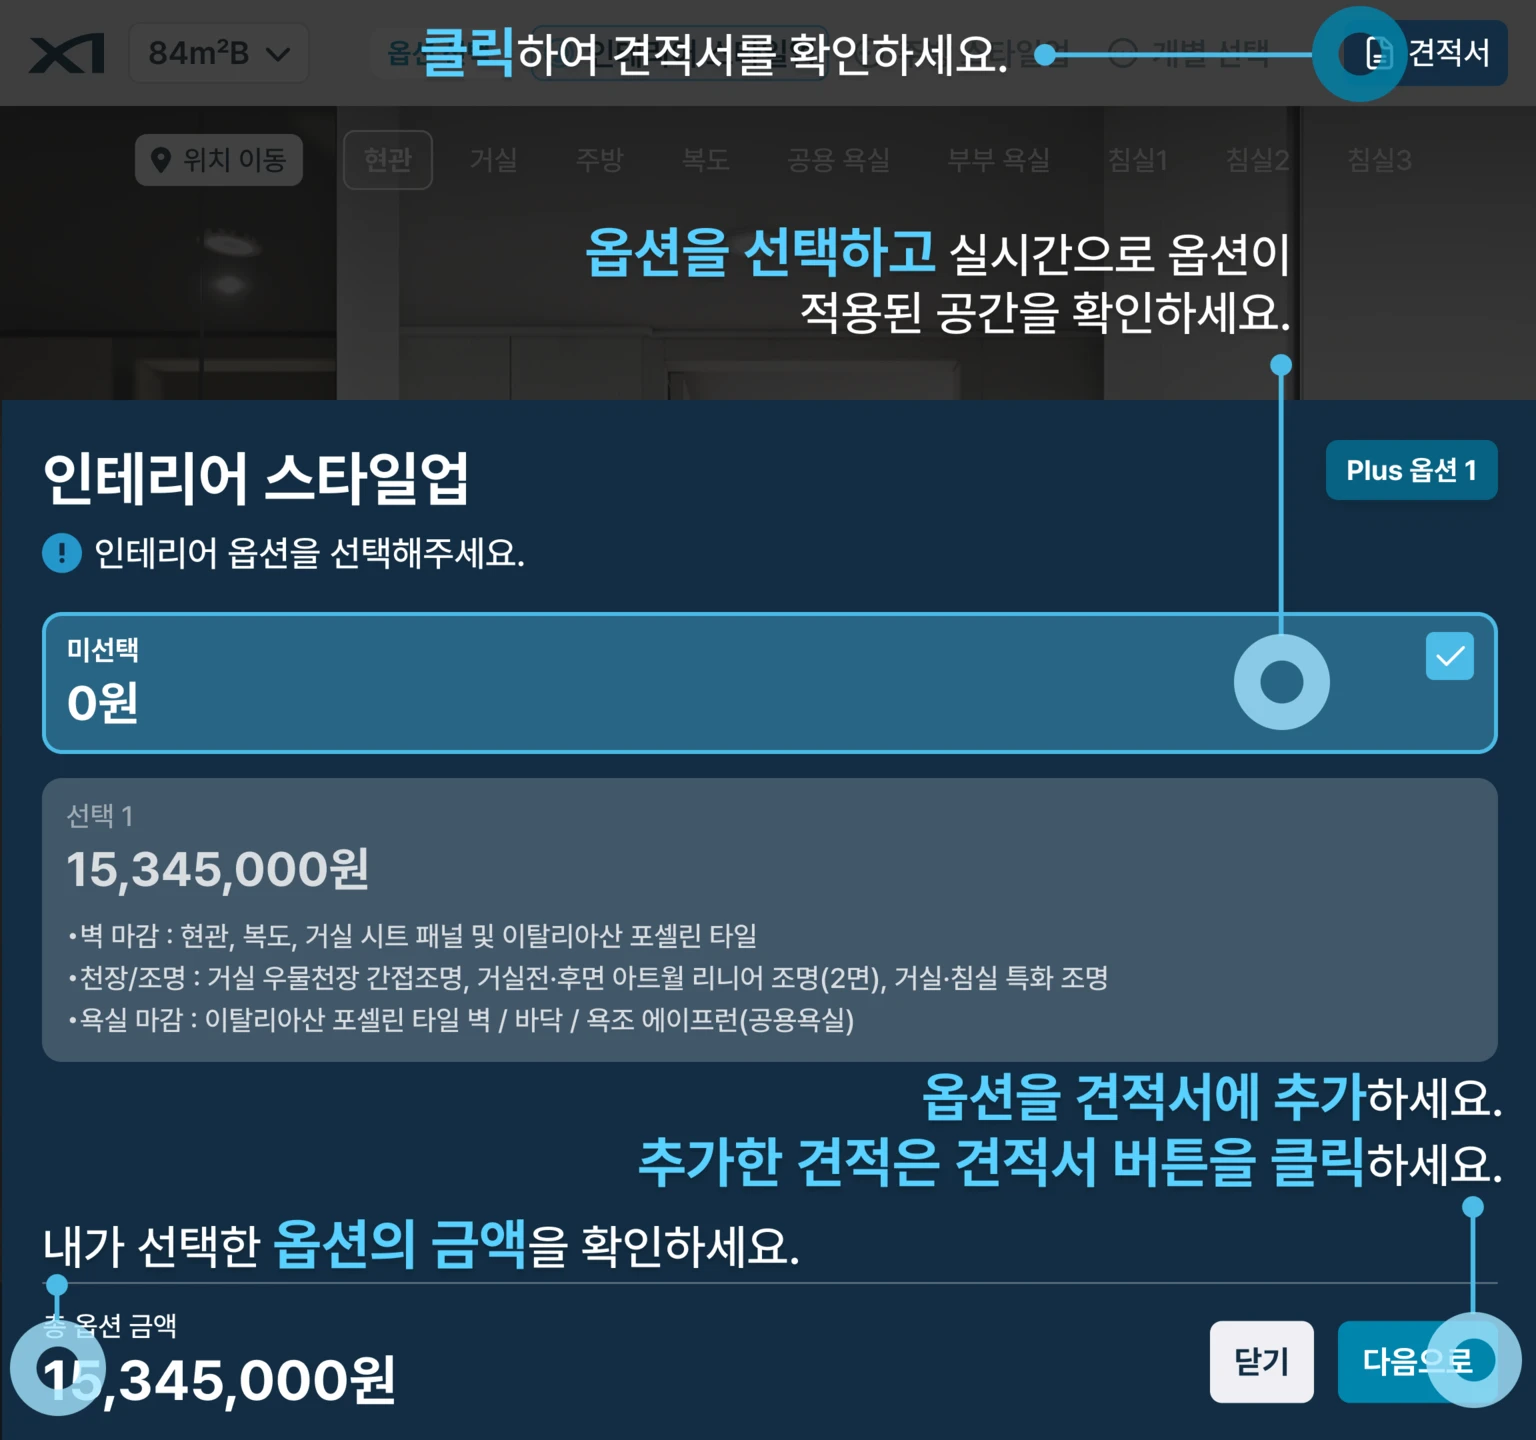 XI
84m²B
클릭하여 견적서를 확인하세요.
개별 선택
견적서
위치 이동
현관
거실
주방
복도
공용 욕실
부부 욕실
침실1
침실2
침실3
옵션을 선택하고 실시간으로 옵션이
적용된 공간을 확인하세요.
인테리어 스타일업
Plus 옵션 1
! 인테리어 옵션을 선택해주세요.
미선택
0원
선택 1
15,345,000원
•벽 마감 : 현관, 복도, 거실 시트 패널 및 이탈리아산 포셀린 타일
•천장/조명 : 거실 우물천장 간접조명, 거실전·후면 아트월 리니어 조명(2면), 거실·침실 특화 조명
•욕실 마감 : 이탈리아산 포셀린 타일 벽 / 바닥 / 욕조 에이프런(공용욕실)
옵션을 견적서에 추가하세요.
추가한 견적은 견적서 버튼을 클릭하세요.
내가 선택한 옵션의 금액을 확인하세요.
총 옵션 금액
15,345,000원
닫기
다음으로